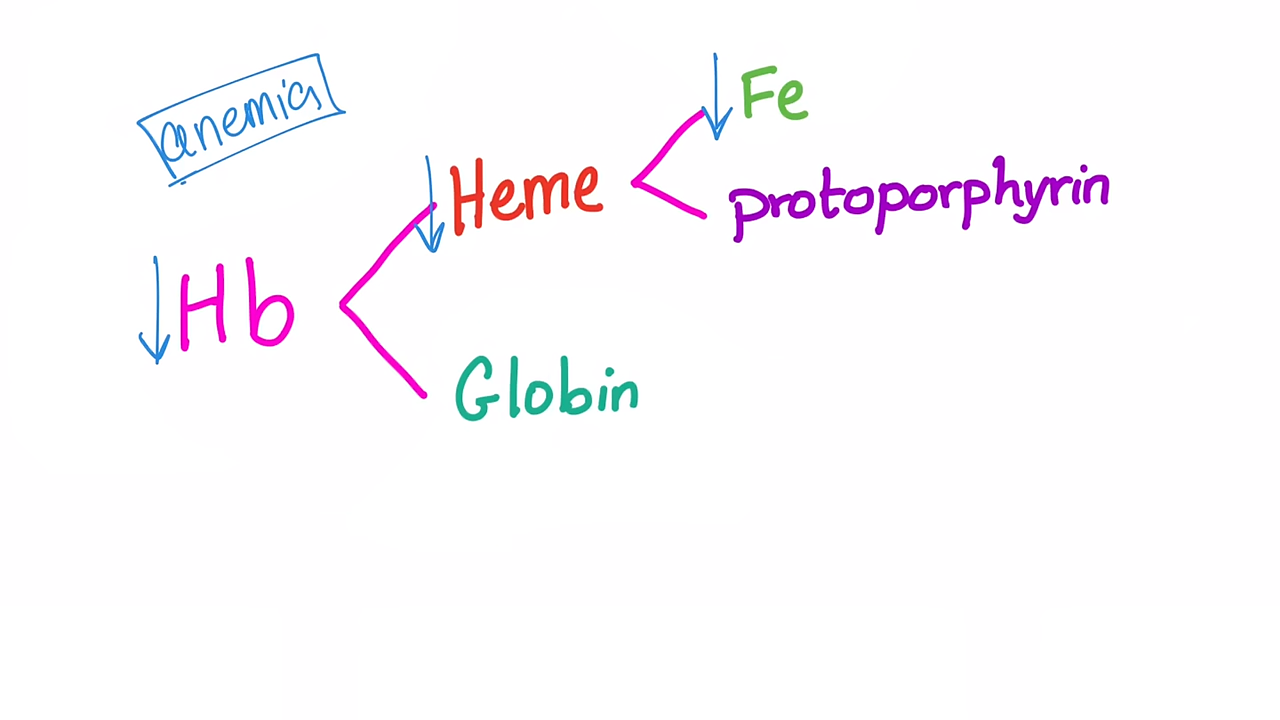 anemia
↓ Fe
↓ Heme
protoporphyrin
↓ Hb
Globin